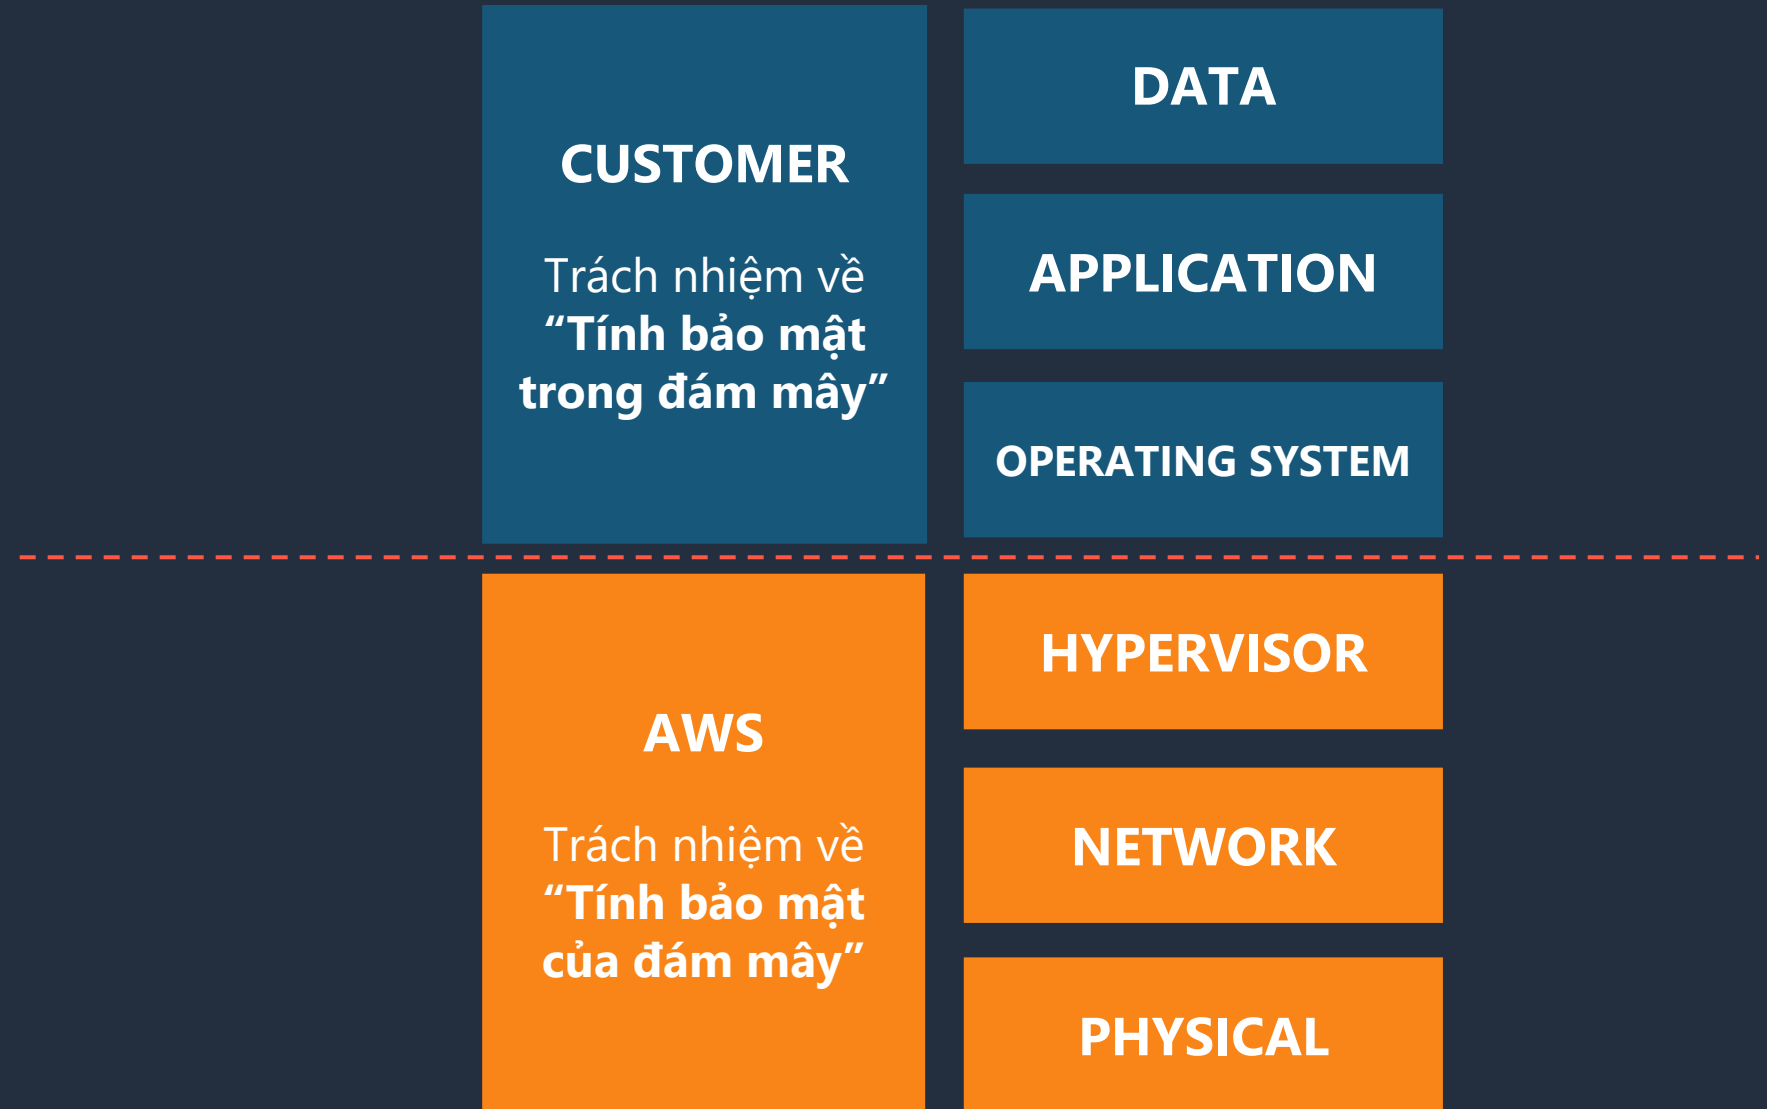 CUSTOMER
Trách nhiệm về
“Tính bảo mật
trong đám mây”
DATA
APPLICATION
OPERATING SYSTEM
AWS
Trách nhiệm về
“Tính bảo mật
của đám mây”
HYPERVISOR
NETWORK
PHYSICAL